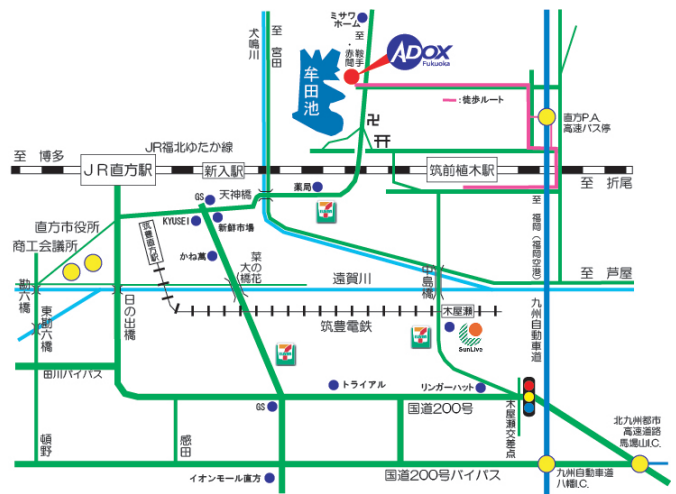 ミサワ
ホーム
至 鞍手
・赤間
ADOX
Fukuoka
犬鳴川
至 宮田
牟田池
:徒歩ルート
直方P.A.
高速バス停
至 博多
JR福北ゆたか線
JR直方駅
新入駅
筑前植木駅
至 折尾
薬局
天神橋
GS
KYUSEI
新鮮市場
直方市役所
商工会議所
筑豊直方駅
かね萬
菜の花大橋
中島橋
至 福岡(福岡空港)
至 芦屋
遠賀川
勘六橋
東勘六橋
日の出橋
筑豊電鉄
木屋瀬
SunLive
九州自動車道
田川バイパス
トライアル
リンガーハット
GS
国道200号
木屋瀬交差点
北九州都市
高速道路
馬場山I.C.
頓野
感田
イオンモール直方
国道200号バイパス
九州自動車道
八幡I.C.